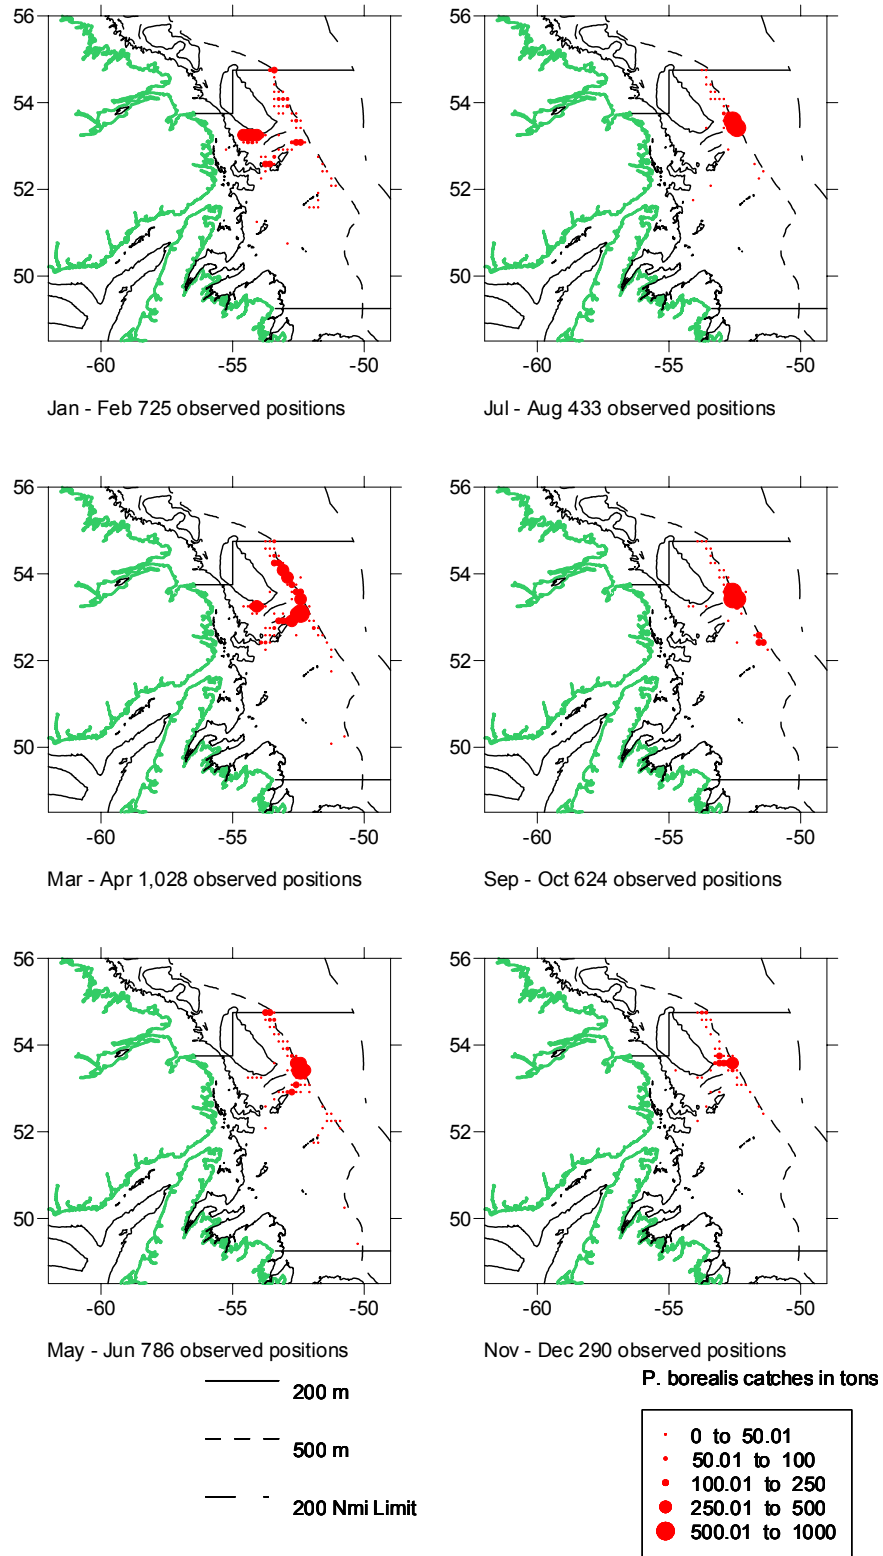 56
54
52
50
-60 -55 -50
Jan - Feb 725 observed positions
56
54
52
50
-60 -55 -50
Jul - Aug 433 observed positions
56
54
52
50
-60 -55 -50
Mar - Apr 1,028 observed positions
56
54
52
50
-60 -55 -50
Sep - Oct 624 observed positions
56
54
52
50
-60 -55 -50
May - Jun 786 observed positions
56
54
52
50
-60 -55 -50
Nov - Dec 290 observed positions
200 m
500 m
200 Nmi Limit
P. borealis catches in tons
0 to 50.01
50.01 to 100
100.01 to 250
250.01 to 500
500.01 to 1000